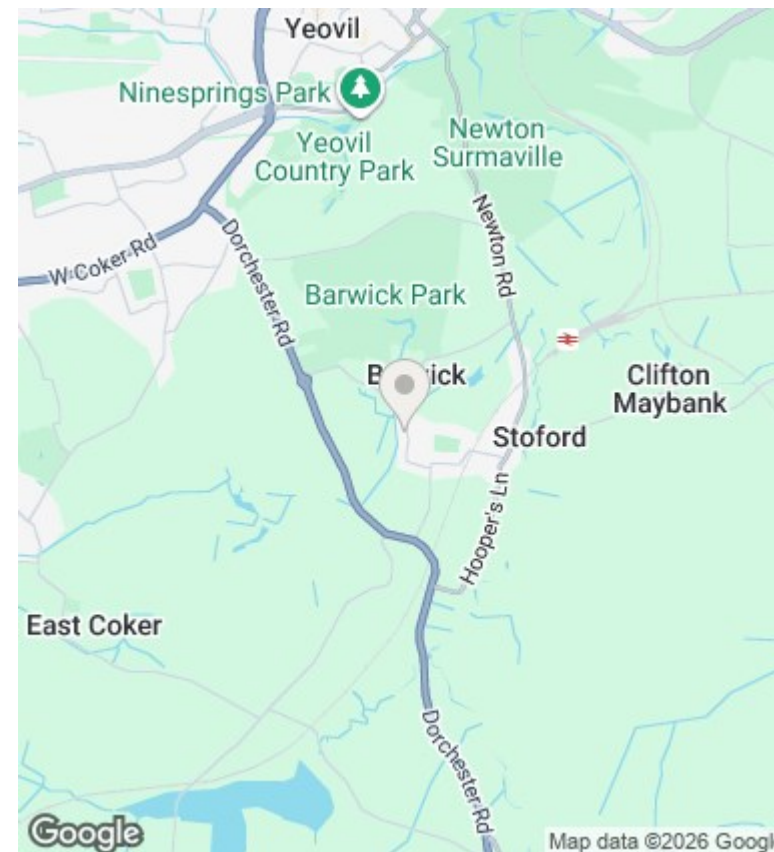 Yeovil
Ninesprings Park
Yeovil
Country Park
Newton
Surmaville
Newton Rd
W Coker Rd
Dorchester Rd
Barwick Park
Clifton
Maybank
Stoford
Hooper's Ln
East Coker
Dorchester Rd
Google
Map data ©2026 Google